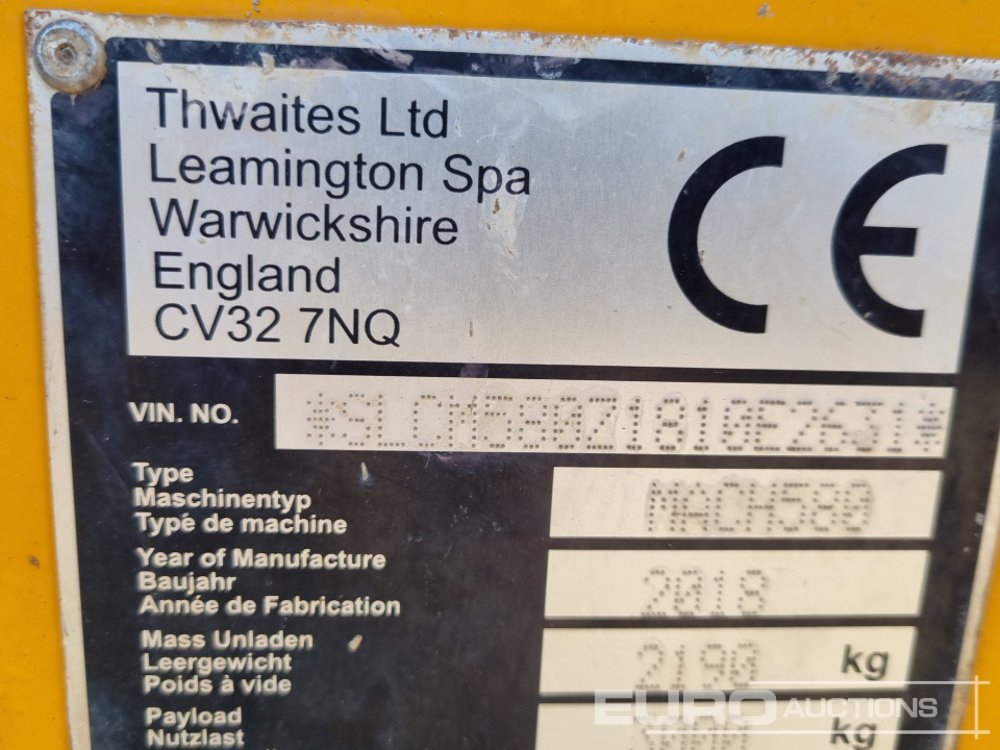 Thwaites Ltd
Leamington Spa
Warwickshire
England
CV32 7NQ
CE
VIN. NO. *SLCM580Z1810E2631*
Type MACH580
Maschinentyp
Type de machine
Year of Manufacture 2018
Baujahr
Année de Fabrication
Mass Unladen 2190 kg
Leergewicht
Poids à vide
Payload kg
Nutzlast
EURO AUCTIONS